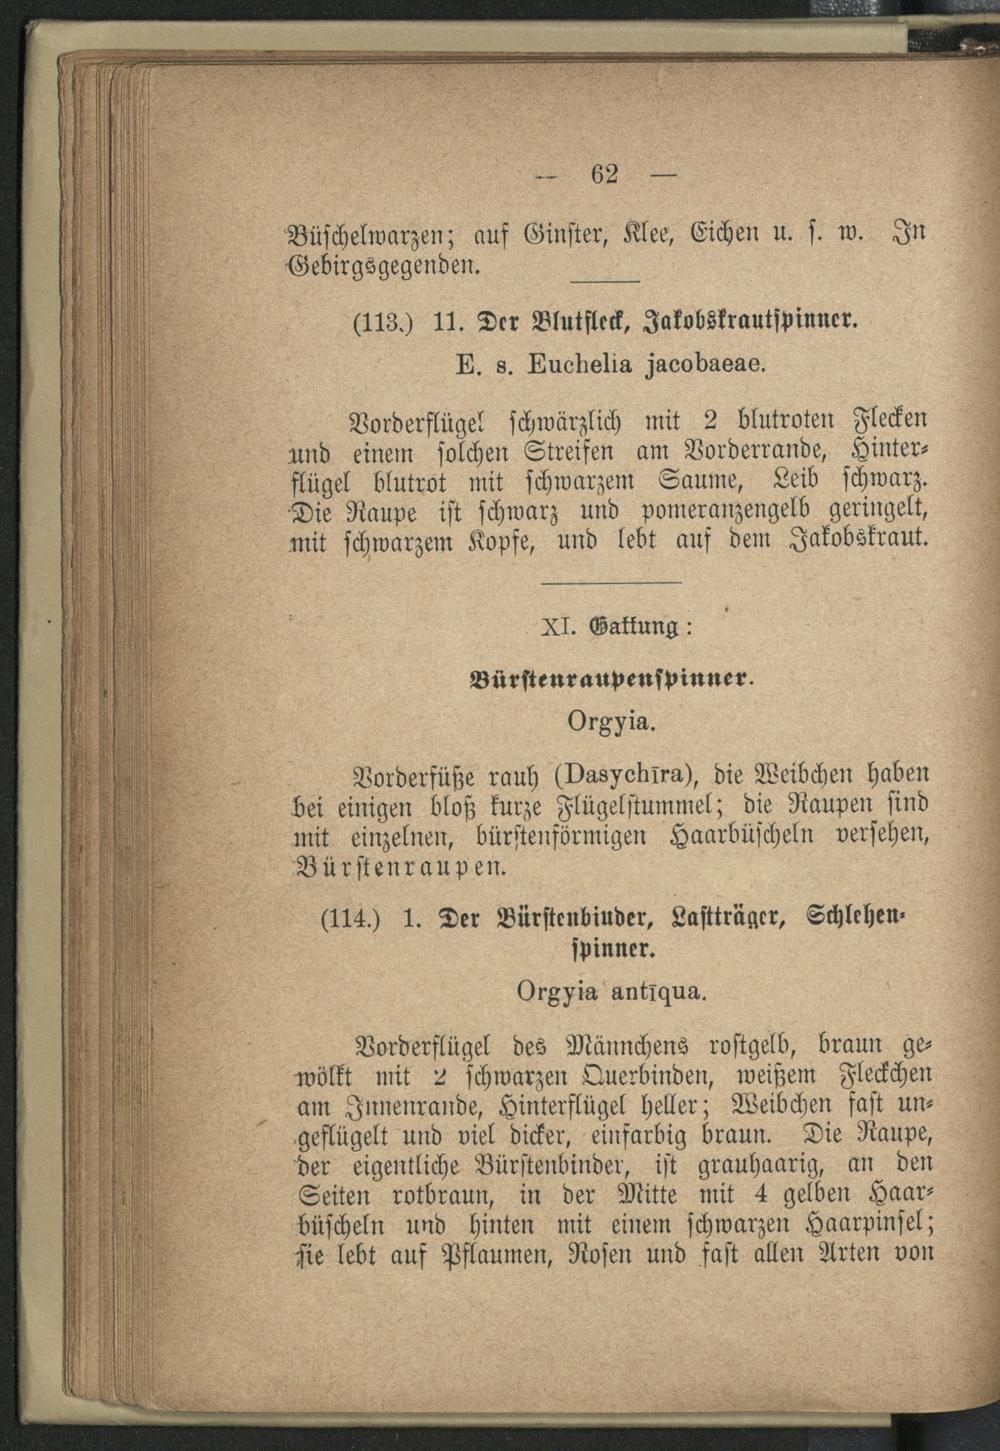 — 62 —
Büschelwarzen; auf Ginster, Klee, Eichen u. s. w. In
Gebirgsgegenden.
(113.) 11. Der Blutfleck, Jakobskrautspinner.
E. s. Euchelia jacobaeae.
Vorderflügel schwärzlich mit 2 blutroten Flecken
und einem solchen Streifen am Vorderrande, Hinter-
flügel blutrot mit schwarzem Saume, Leib schwarz.
Die Raupe ist schwarz und pomeranzengelb geringelt,
mit schwarzem Kopfe, und lebt auf dem Jakobskraut.
XI. Gattung:
Bürstenraupenspinner.
Orgyia.
Vorderfüße rauh (Dasychīra), die Weibchen haben
bei einigen bloß kurze Flügelstummel; die Raupen sind
mit einzelnen, bürstenförmigen Haarbüscheln versehen,
Bürstenraupen.
(114.) 1. Der Bürstenbinder, Lastträger, Schlehen-
spinner.
Orgyia antīqua.
Vorderflügel des Männchens rostgelb, braun ge-
wölkt mit 2 schwarzen Querbinden, weißem Fleckchen
am Innenrande, Hinterflügel heller; Weibchen fast un-
geflügelt und viel dicker, einfarbig braun. Die Raupe,
der eigentliche Bürstenbinder, ist grauhaarig, an den
Seiten rotbraun, in der Mitte mit 4 gelben Haar-
büscheln und hinten mit einem schwarzen Haarpinsel;
sie lebt auf Pflaumen, Rosen und fast allen Arten von